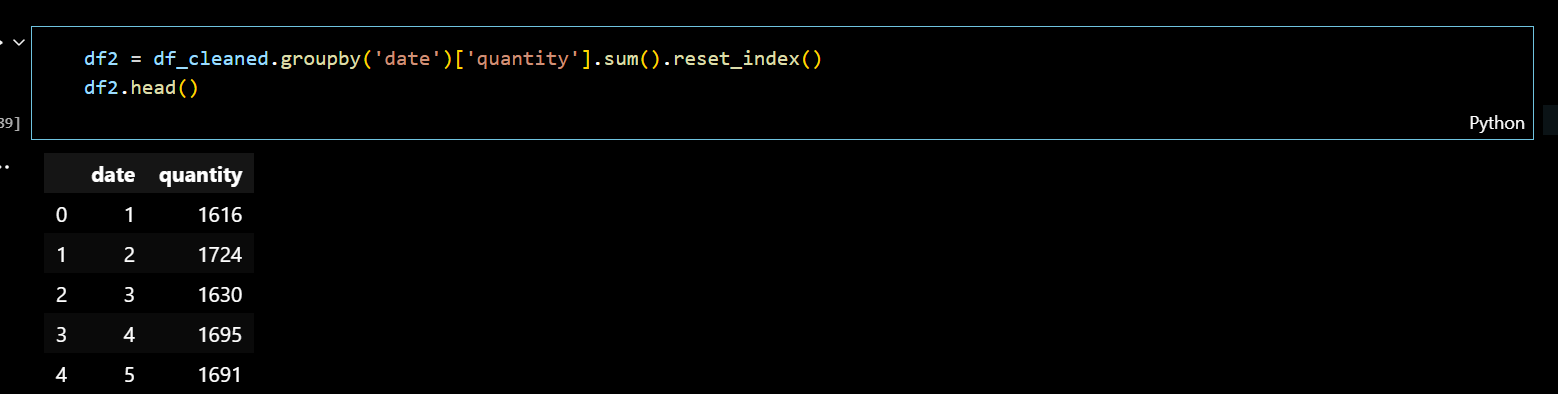 df2 = df_cleaned.groupby('date')['quantity'].sum().reset_index()
df2.head()
39]
Python
date quantity
0 1 1616
1 2 1724
2 3 1630
3 4 1695
4 5 1691